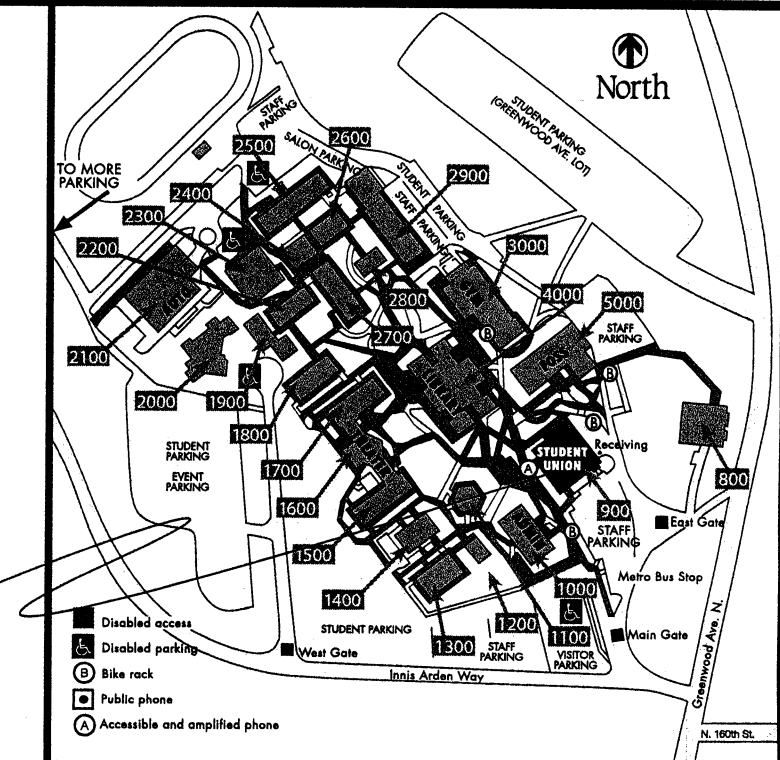 North
STAFF
PARKING
SALON PARKING
2600
2500
STUDENT PARKING
(GREENWOOD AVE. LOT)
TO MORE
PARKING
2400
STUDENT
PARKING
STAFF
PARKING
2900
2300
2200
3000
GYM
4000
5000
2800
FOSS
STAFF
PARKING
2700
2100
LIBRARY
2000
1900
1800
STUDENT
PARKING
EVENT
PARKING
1700
1600
STUDENT
UNION
A
B
B
B
B
Receiving
800
900
STAFF
PARKING
East Gate
1500
1400
1300
1200
1100
1000
Metro Bus Stop
STUDENT PARKING
STAFF
PARKING
VISITOR
PARKING
Main Gate
West Gate
Innis Arden Way
Greenwood Ave. N.
N. 160th St.
Disabled access
Disabled parking
B Bike rack
Public phone
A Accessible and amplified phone